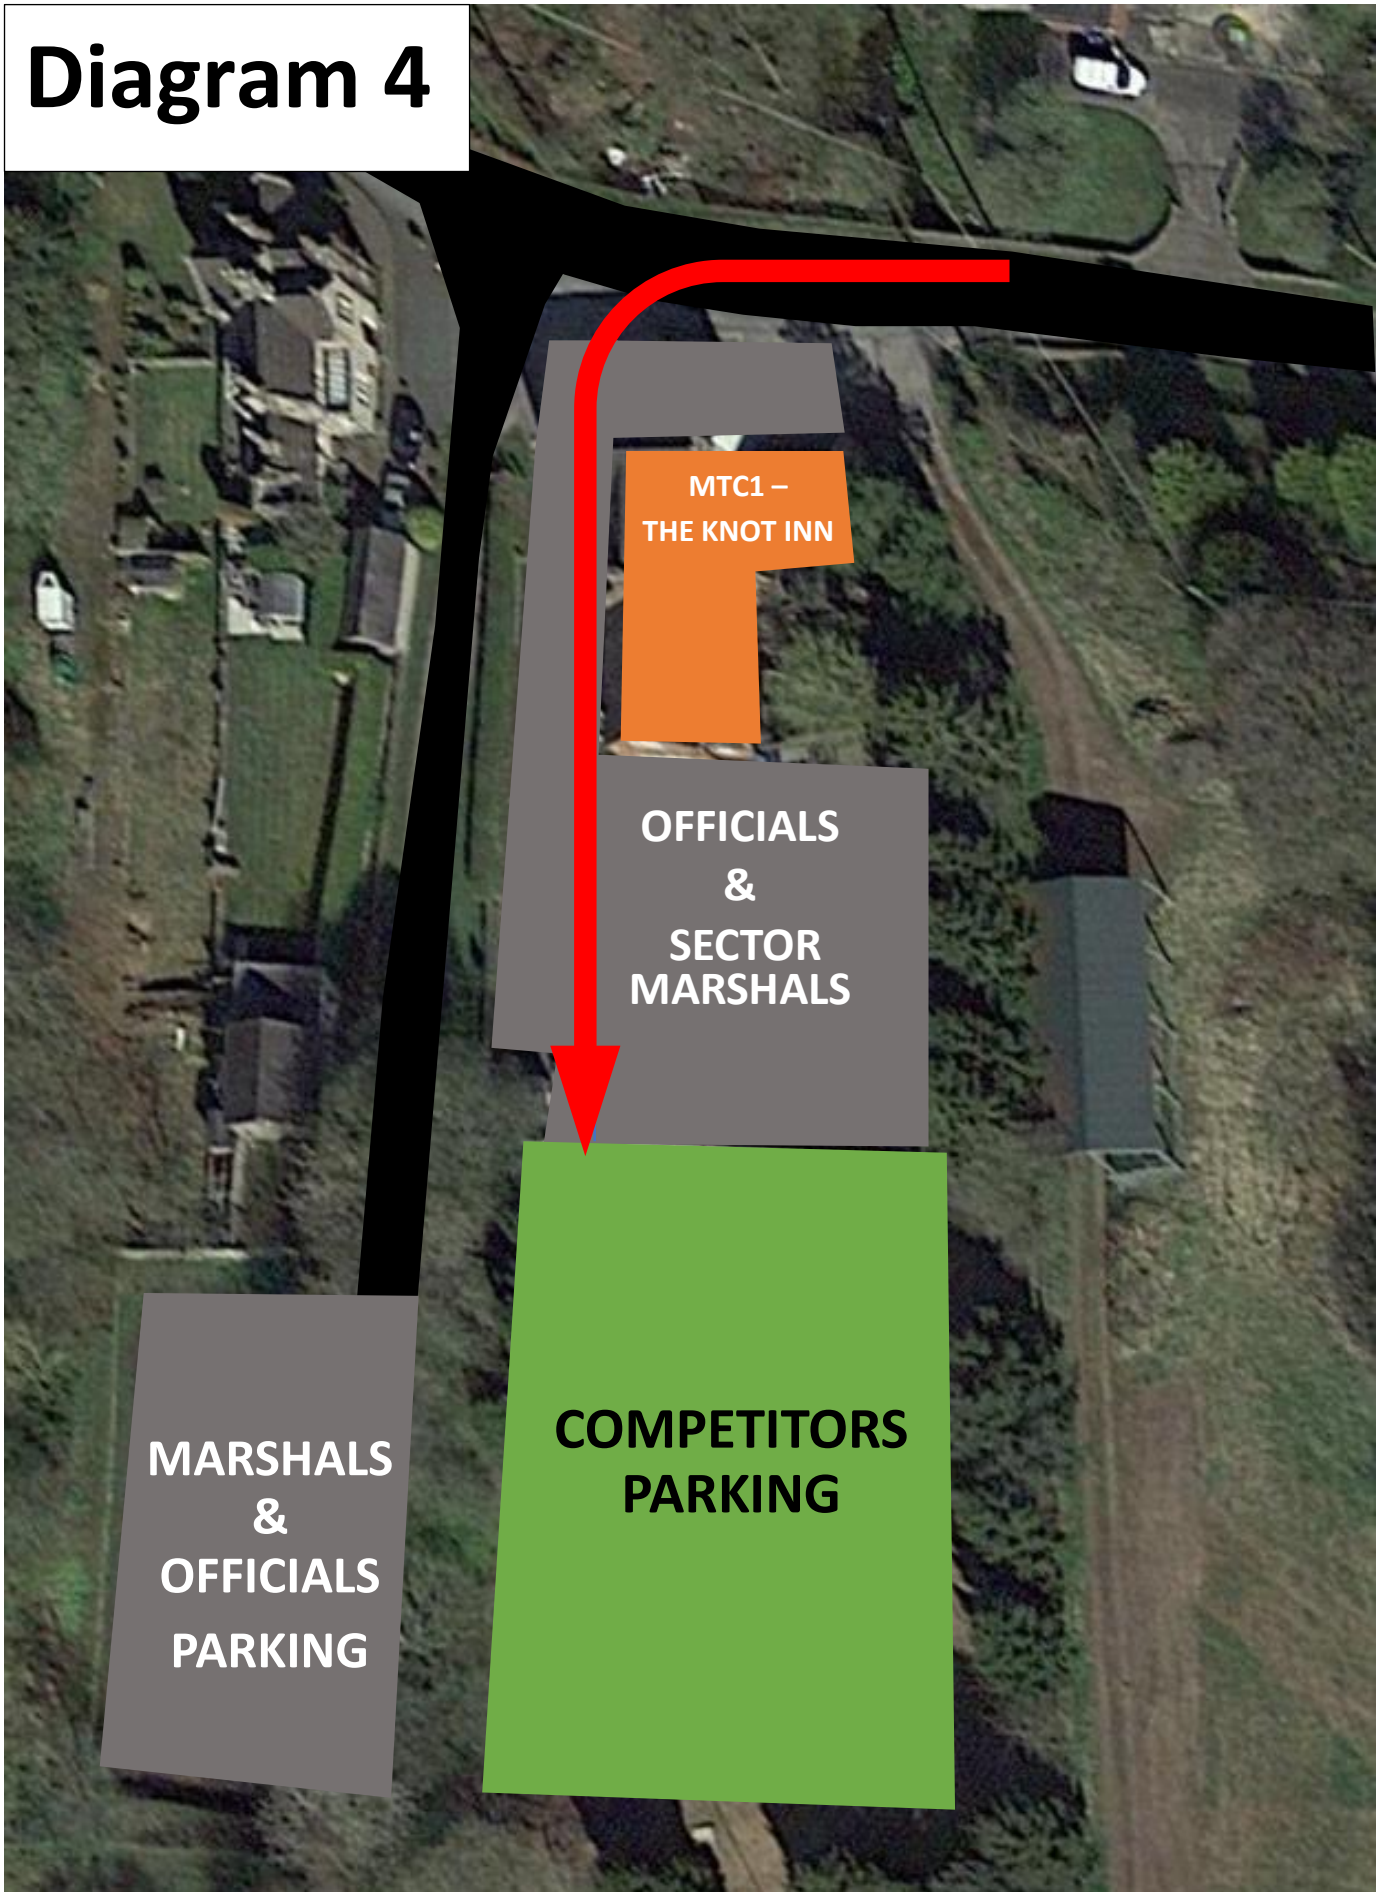 Diagram 4
MTC1 –
THE KNOT INN
OFFICIALS
&
SECTOR
MARSHALS
COMPETITORS
PARKING
MARSHALS
&
OFFICIALS
PARKING